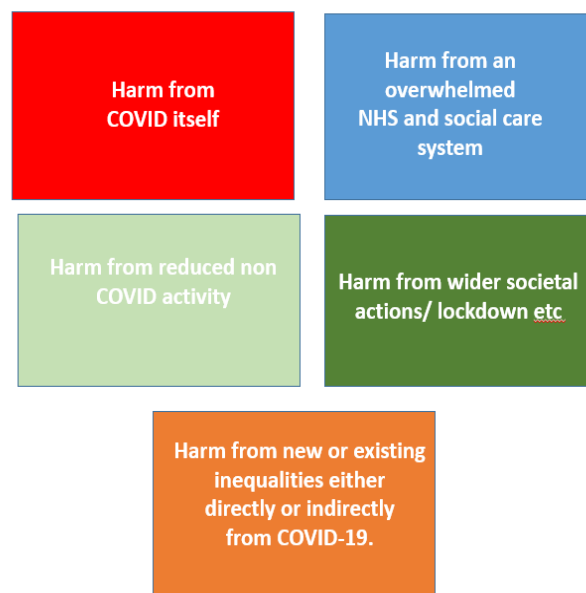 Harm from
COVID itself
Harm from an
overwhelmed
NHS and social care
system
Harm from reduced non
COVID activity
Harm from wider societal
actions/ lockdown etc
Harm from new or existing
inequalities either
directly or indirectly
from COVID-19.